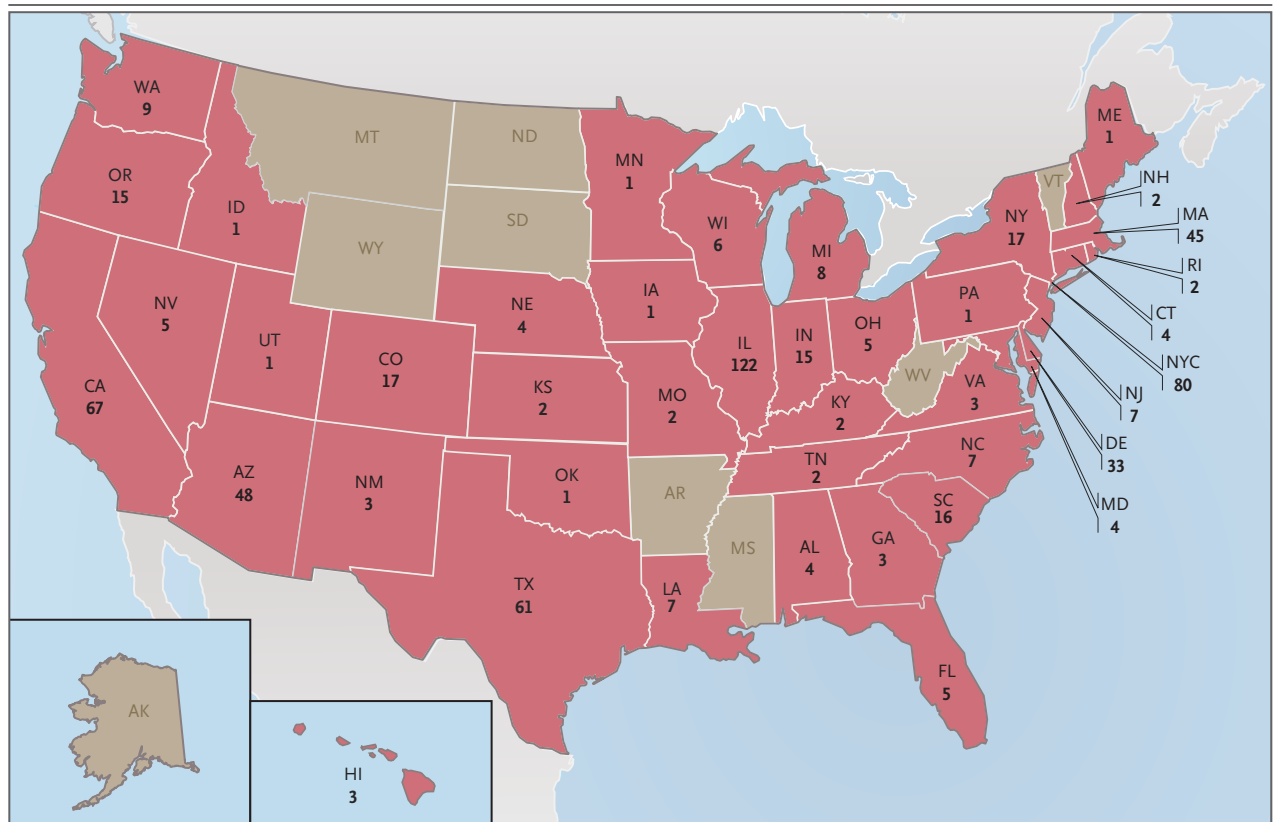 WA
9
OR
15
ID
1
MT
ND
MN
1
SD
WY
WI
6
MI
8
NY
17
VT
ME
1
NH
2
MA
45
RI
2
CT
4
NYC
80
NJ
7
DE
33
MD
4
CA
67
NV
5
UT
1
CO
17
NE
4
IA
1
IL
122
IN
15
OH
5
PA
1
WV
VA
3
KS
2
MO
2
KY
2
NC
7
TN
2
SC
16
AZ
48
NM
3
OK
1
AR
MS
AL
4
GA
3
TX
61
LA
7
FL
5
AK
HI
3